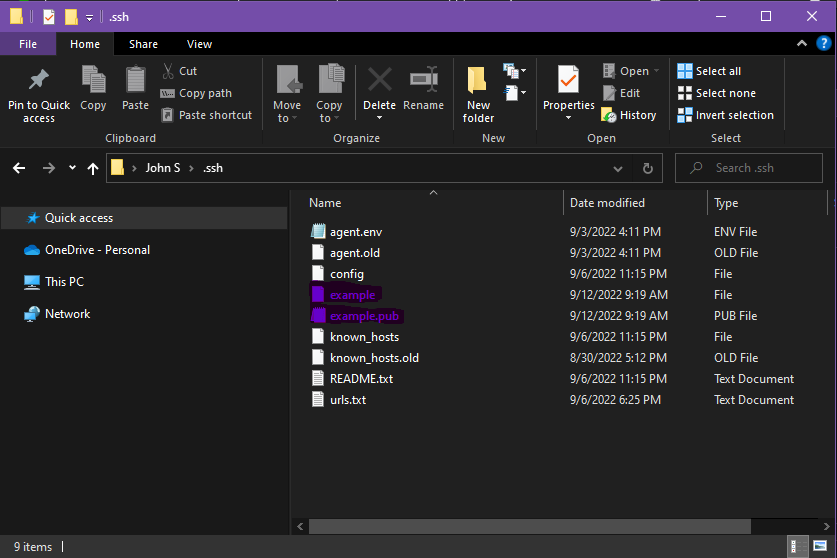 .ssh
File Home Share View
Pin to Quick access
Copy
Paste
Cut
Copy path
Paste shortcut
Clipboard
Move to
Copy to
Delete
Rename
Organize
New folder
New
Properties
Open
Edit
History
Open
Select all
Select none
Invert selection
Select
John S .ssh
Search .ssh
Quick access
OneDrive - Personal
This PC
Network
Name Date modified Type
agent.env 9/3/2022 4:11 PM ENV File
agent.old 9/3/2022 4:11 PM OLD File
config 9/6/2022 11:15 PM File
example 9/12/2022 9:19 AM File
example.pub 9/12/2022 9:19 AM PUB File
known_hosts 9/6/2022 11:15 PM File
known_hosts.old 8/30/2022 5:12 PM OLD File
README.txt 9/6/2022 11:15 PM Text Document
urls.txt 9/6/2022 6:25 PM Text Document
9 items